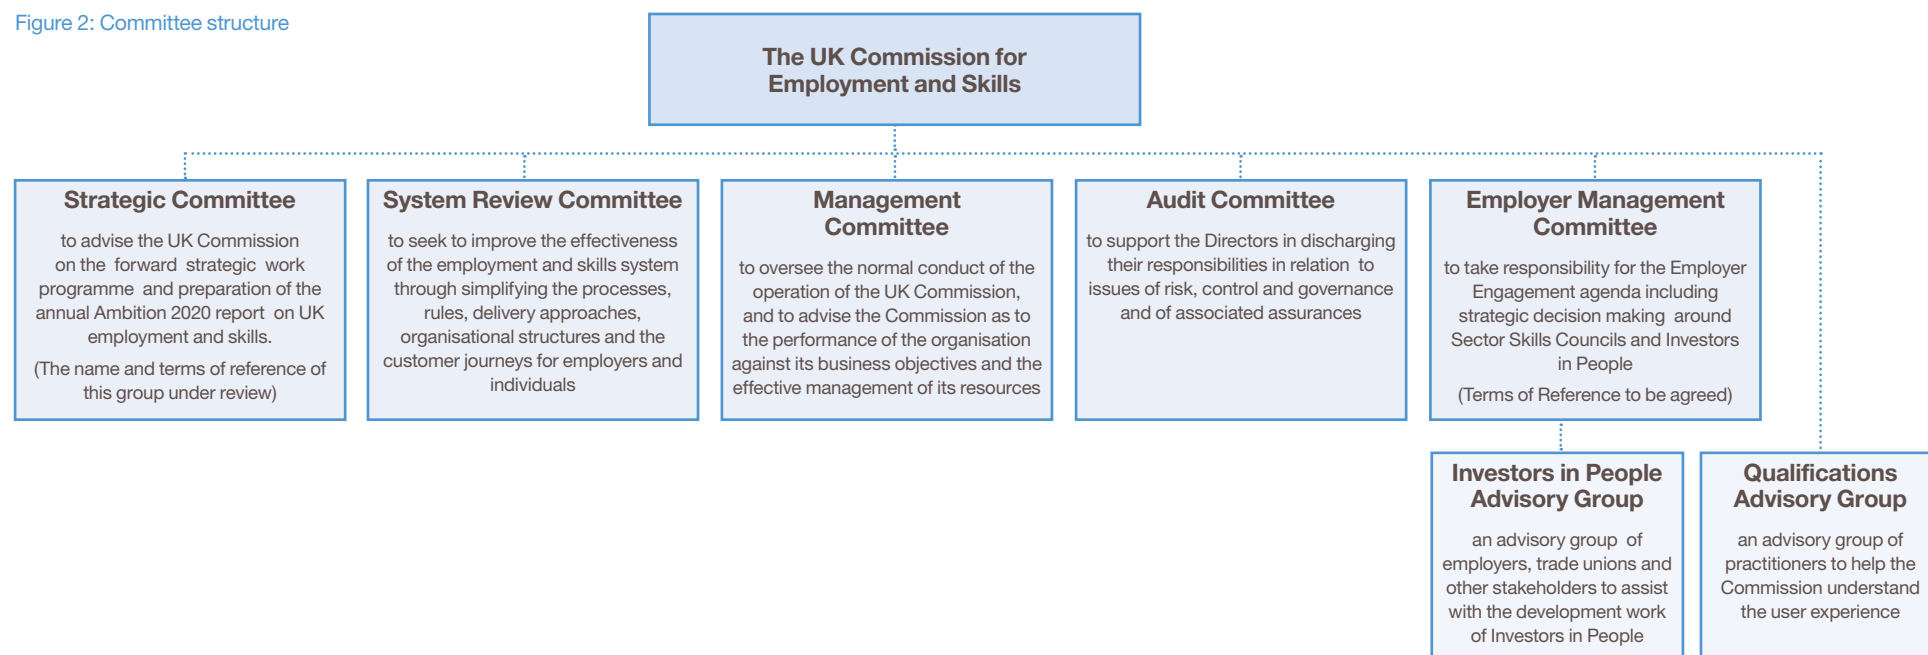 Figure 2: Committee structure
The UK Commission for
Employment and Skills
Strategic Committee
to advise the UK Commission
on the forward strategic work
programme and preparation of the
annual Ambition 2020 report on UK
employment and skills.
(The name and terms of reference of
this group under review)
System Review Committee
to seek to improve the effectiveness
of the employment and skills system
through simplifying the processes,
rules, delivery approaches,
organisational structures and the
customer journeys for employers and
individuals
Management
Committee
to oversee the normal conduct of the
operation of the UK Commission,
and to advise the Commission as to
the performance of the organisation
against its business objectives and the
effective management of its resources
Audit Committee
to support the Directors in discharging
their responsibilities in relation to
issues of risk, control and governance
and of associated assurances
Employer Management
Committee
to take responsibility for the Employer
Engagement agenda including
strategic decision making around
Sector Skills Councils and Investors
in People
(Terms of Reference to be agreed)
Investors in People
Advisory Group
an advisory group of
employers, trade unions and
other stakeholders to assist
with the development work
of Investors in People
Qualifications
Advisory Group
an advisory group of
practitioners to help the
Commission understand
the user experience